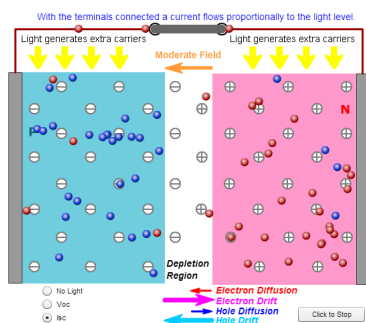 With the terminals connected a current flows proportionally to the light level.
Light generates extra carriers
Light generates extra carriers
Moderate Field
P
N
Depletion
Region
No Light
Voc
Isc
Electron Diffusion
Electron Drift
Hole Diffusion
Hole Drift
Click to Stop